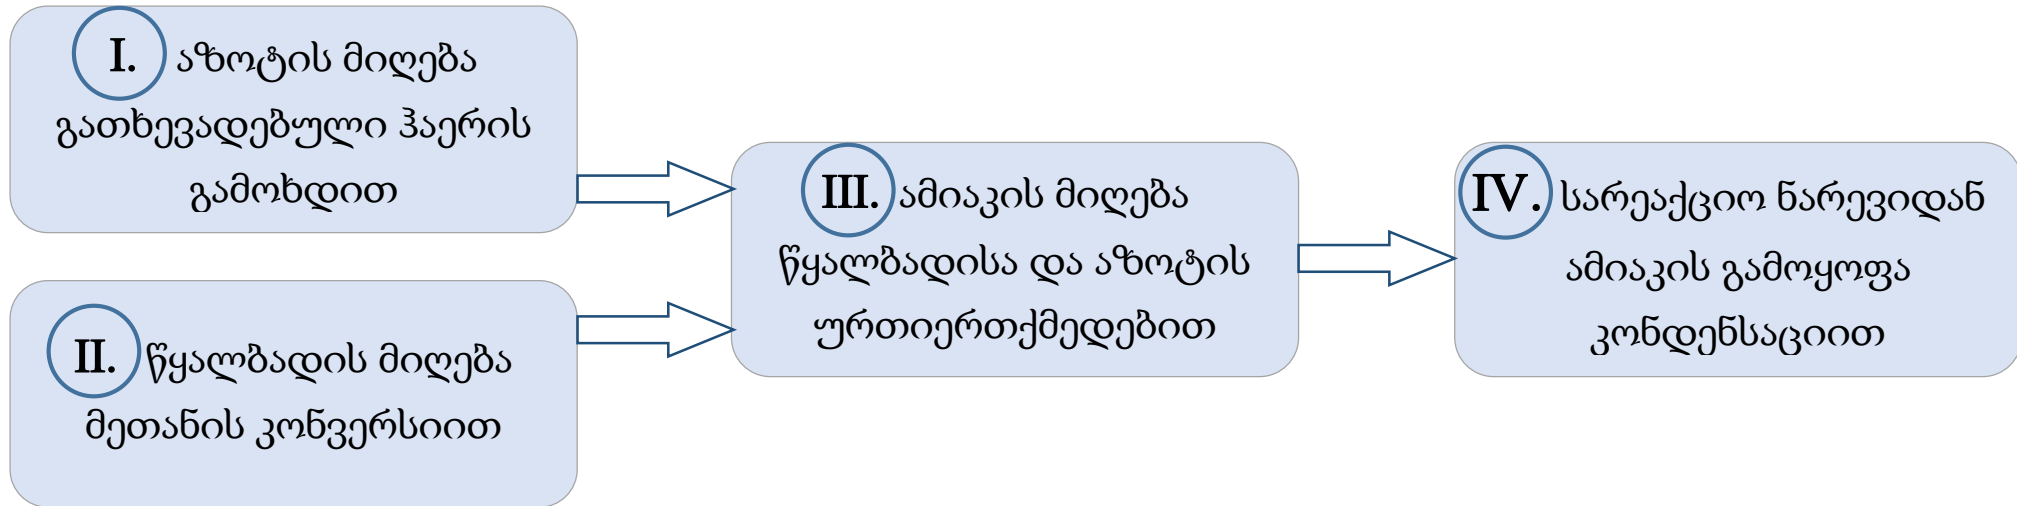 I. აზოტის მიღება
გათხევადებული ჰაერის
გამოხდით
II. წყალბადის მიღება
მეთანის კონვერსიით
III. ამიაკის მიღება
წყალბადისა და აზოტის
ურთიერთქმედებით
IV. სარეაქციო ნარევიდან
ამიაკის გამოყოფა
კონდენსაციით